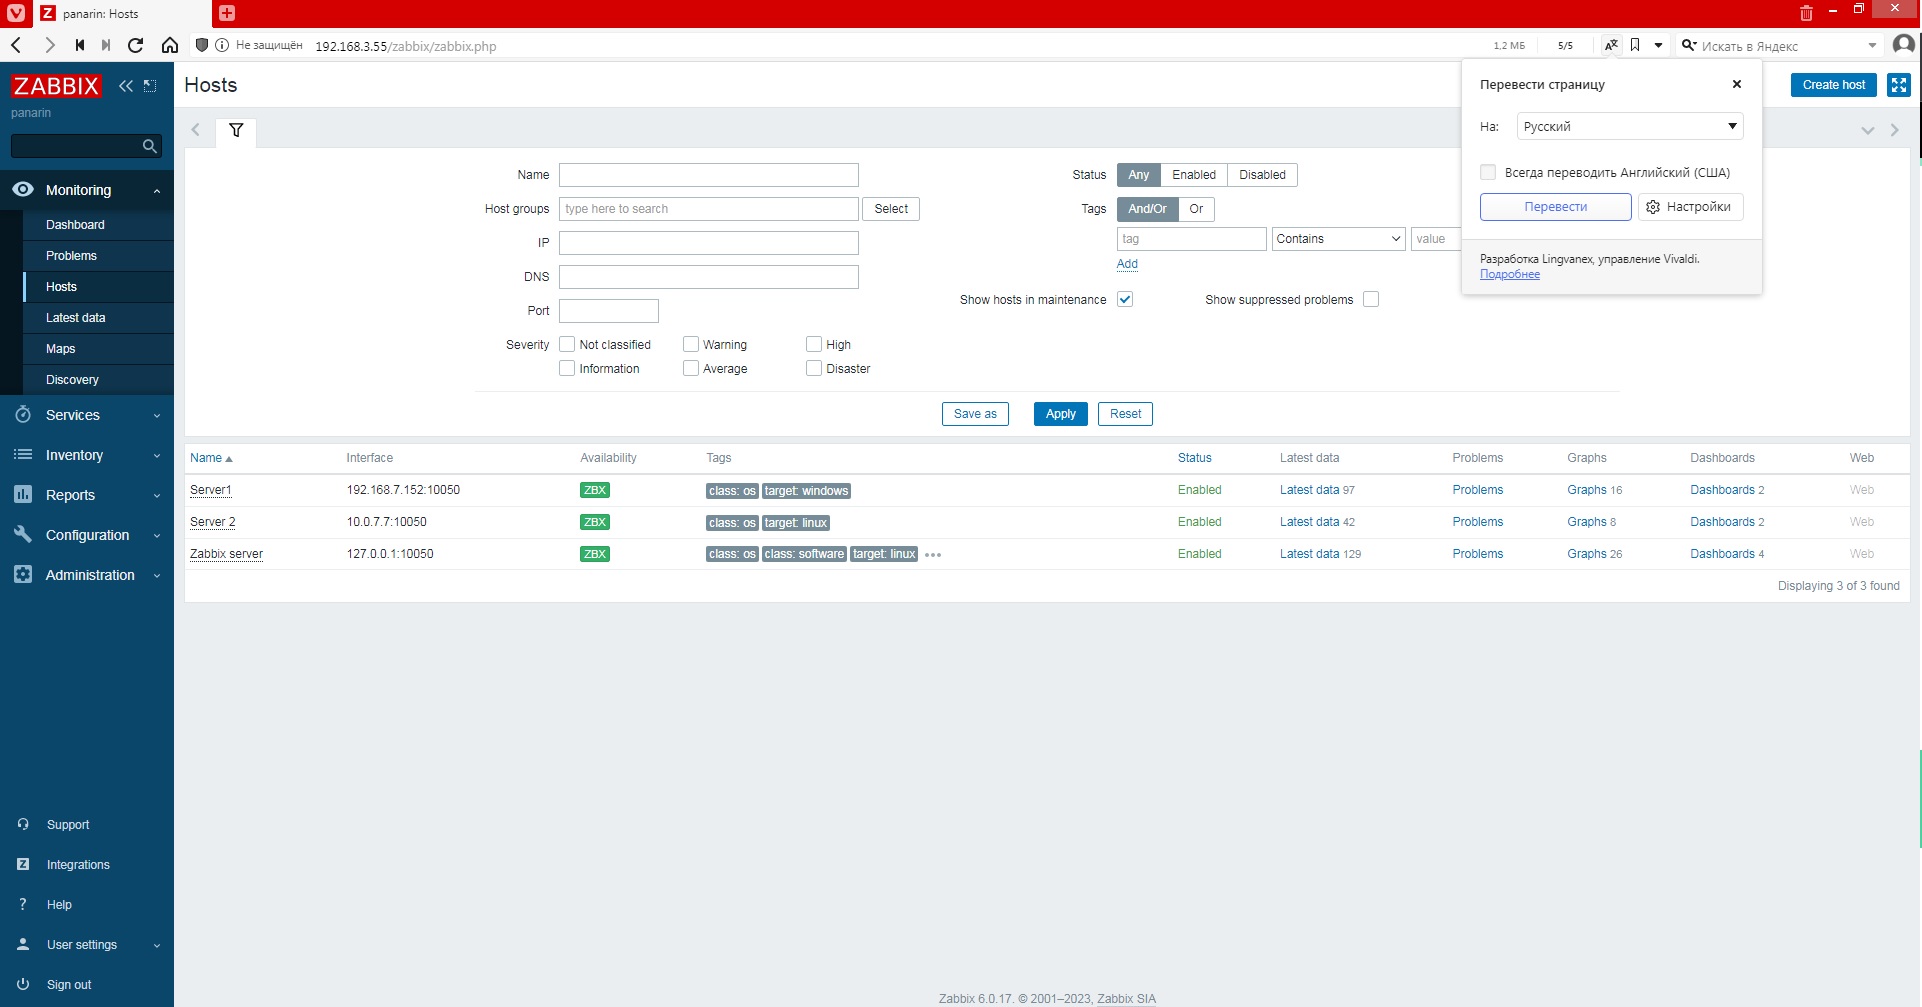 panarin: Hosts
Не защищён 192.168.3.55/zabbix/zabbix.php 1,2 МБ 5/5 Искать в Яндекс
ZABBIX
panarin
Monitoring
Dashboard
Problems
Hosts
Latest data
Maps
Discovery
Services
Inventory
Reports
Configuration
Administration
Support
Integrations
Help
User settings
Sign out
Hosts
Create host
Перевести страницу
На: Русский
Всегда переводить Английский (США)
Перевести Настройки
Разработка Lingvanex, управление Vivaldi.
Подробнее
Name
Host groups type here to search Select
IP
DNS
Port
Severity Not classified Warning High
Information Average Disaster
Status Any Enabled Disabled
Tags And/Or Or
tag Contains value
Add
Show hosts in maintenance Show suppressed problems
Save as Apply Reset
Name Interface Availability Tags Status Latest data Problems Graphs Dashboards Web
Server1 192.168.7.152:10050 ZBX class: os target: windows Enabled Latest data 97 Problems Graphs 16 Dashboards 2 Web
Server 2 10.0.7.7:10050 ZBX class: os target: linux Enabled Latest data 42 Problems Graphs 8 Dashboards 2 Web
Zabbix server 127.0.0.1:10050 ZBX class: os class: software target: linux Enabled Latest data 129 Problems Graphs 26 Dashboards 4 Web
Displaying 3 of 3 found
Zabbix 6.0.17. © 2001–2023, Zabbix SIA